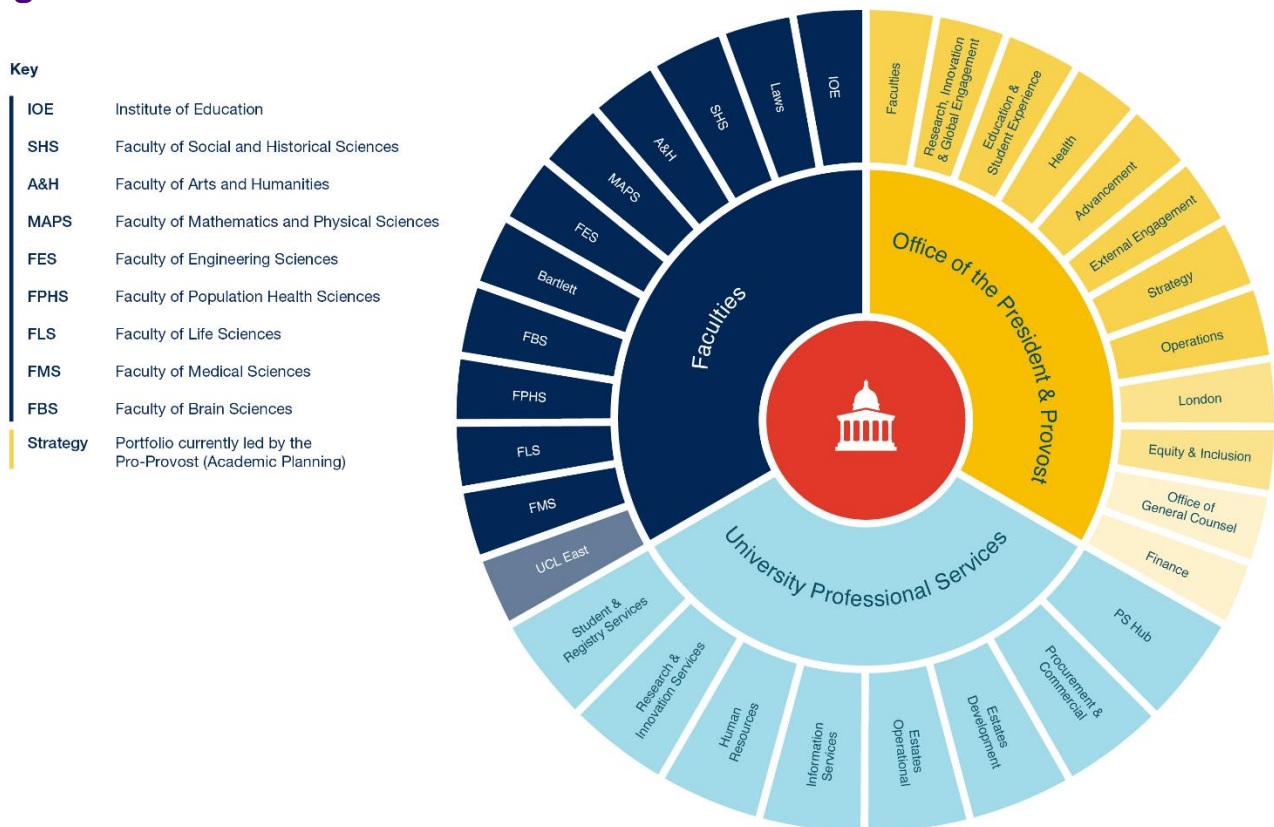 Key
IOE Institute of Education
SHS Faculty of Social and Historical Sciences
A&H Faculty of Arts and Humanities
MAPS Faculty of Mathematics and Physical Sciences
FES Faculty of Engineering Sciences
FPHS Faculty of Population Health Sciences
FLS Faculty of Life Sciences
FMS Faculty of Medical Sciences
FBS Faculty of Brain Sciences
Strategy Portfolio currently led by the
Pro-Provost (Academic Planning)
Faculties
IOE
Laws
SHS
A&H
MAPS
FES
Bartlett
FBS
FPHS
FLS
FMS
UCL East
Office of the President & Provost
Faculties
Research, Innovation
& Global Engagement
Education &
Student Experience
Health
Advancement
External Engagement
Strategy
Operations
London
Equity & Inclusion
Office of
General Counsel
Finance
University Professional Services
Student &
Registry Services
Research &
Innovation Services
Human
Resources
Information
Services
Estates
Operational
Estates
Development
Procurement &
Commercial
PS Hub